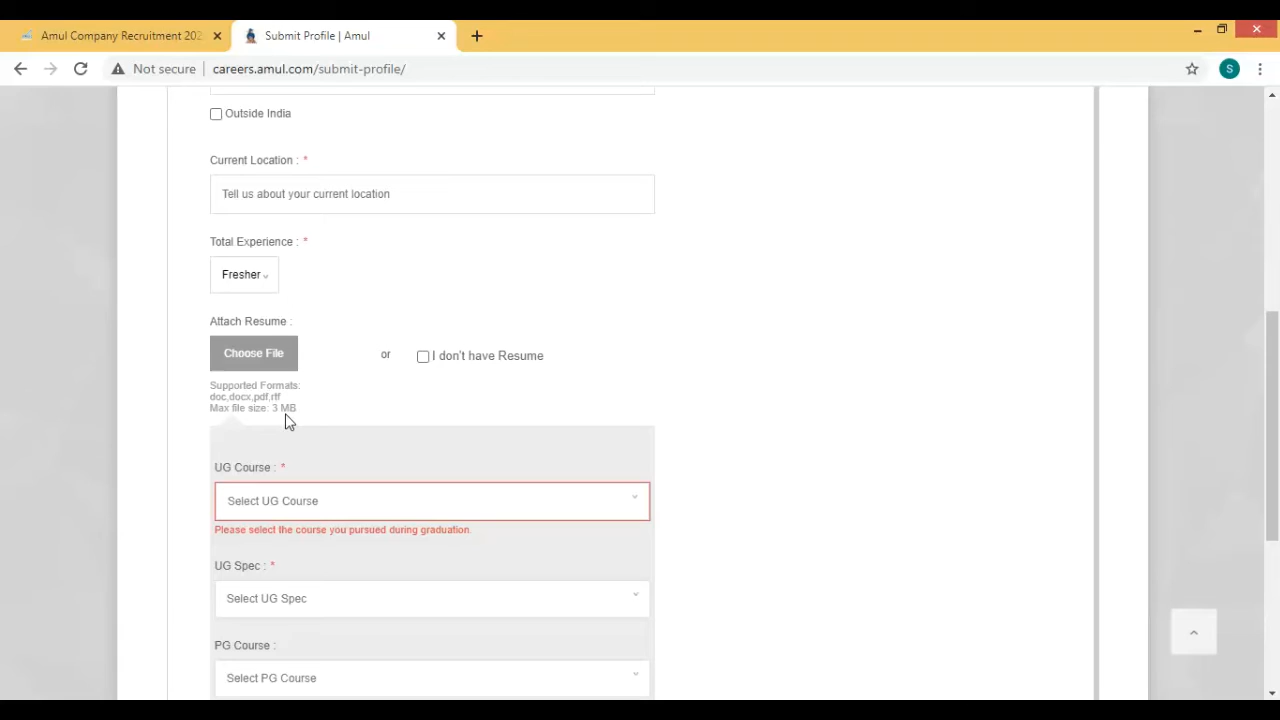 Amul Company Recruitment 202
Submit Profile | Amul
Not secure
careers.amul.com/submit-profile/
S
Outside India
Current Location : *
Tell us about your current location
Total Experience : *
Fresher
Attach Resume :
Choose File
or
I don't have Resume
Supported Formats:
doc,docx,pdf,rtf
Max file size: 3 MB
UG Course : *
Select UG Course
Please select the course you pursued during graduation.
UG Spec : *
Select UG Spec
PG Course :
Select PG Course